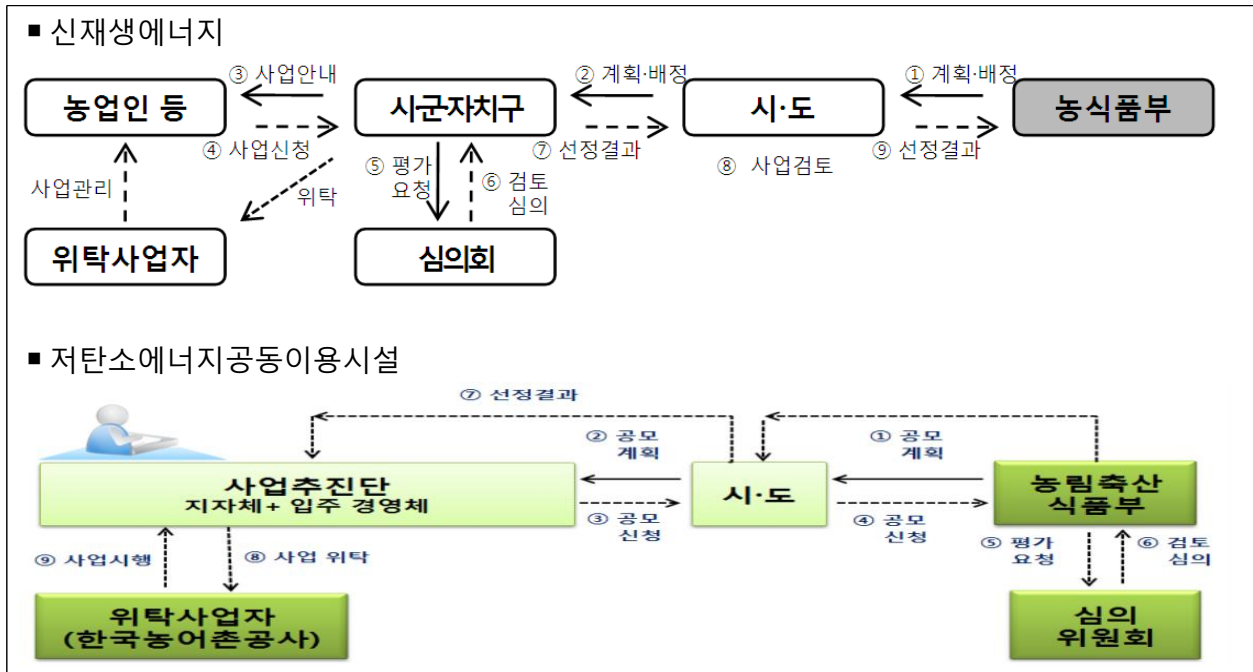 ▪ 신재생에너지
③ 사업안내
② 계획·배정
① 계획·배정
농업인 등
시·군·자치구
시·도
농식품부
④ 사업신청
⑦ 선정결과
⑧ 사업검토
⑨ 선정결과
사업관리
위탁
⑤ 평가
요청
⑥ 검토
심의
위탁사업자
심의회
▪ 저탄소에너지공동이용시설
⑦ 선정결과
② 공모
계획
① 공모
계획
사업추진단
지자체+ 입주 경영체
시·도
농림축산
식품부
③ 공모
신청
④ 공모
신청
⑨ 사업시행
⑧ 사업 위탁
⑤ 평가
요청
⑥ 검토
심의
위탁사업자
(한국농어촌공사)
심의
위원회